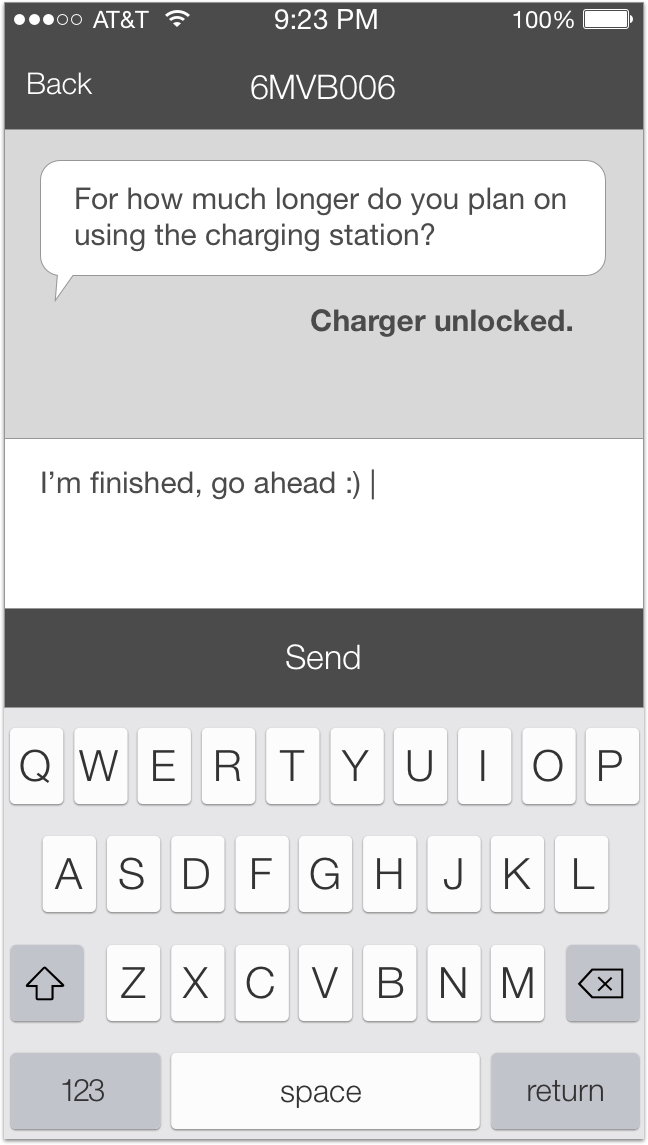 AT&T 9:23 PM 100%
Back 6MVB006
For how much longer do you plan on
using the charging station?
Charger unlocked.
I’m finished, go ahead :)
Send
Q W E R T Y U I O P
A S D F G H J K L
Z X C V B N M
123 space return